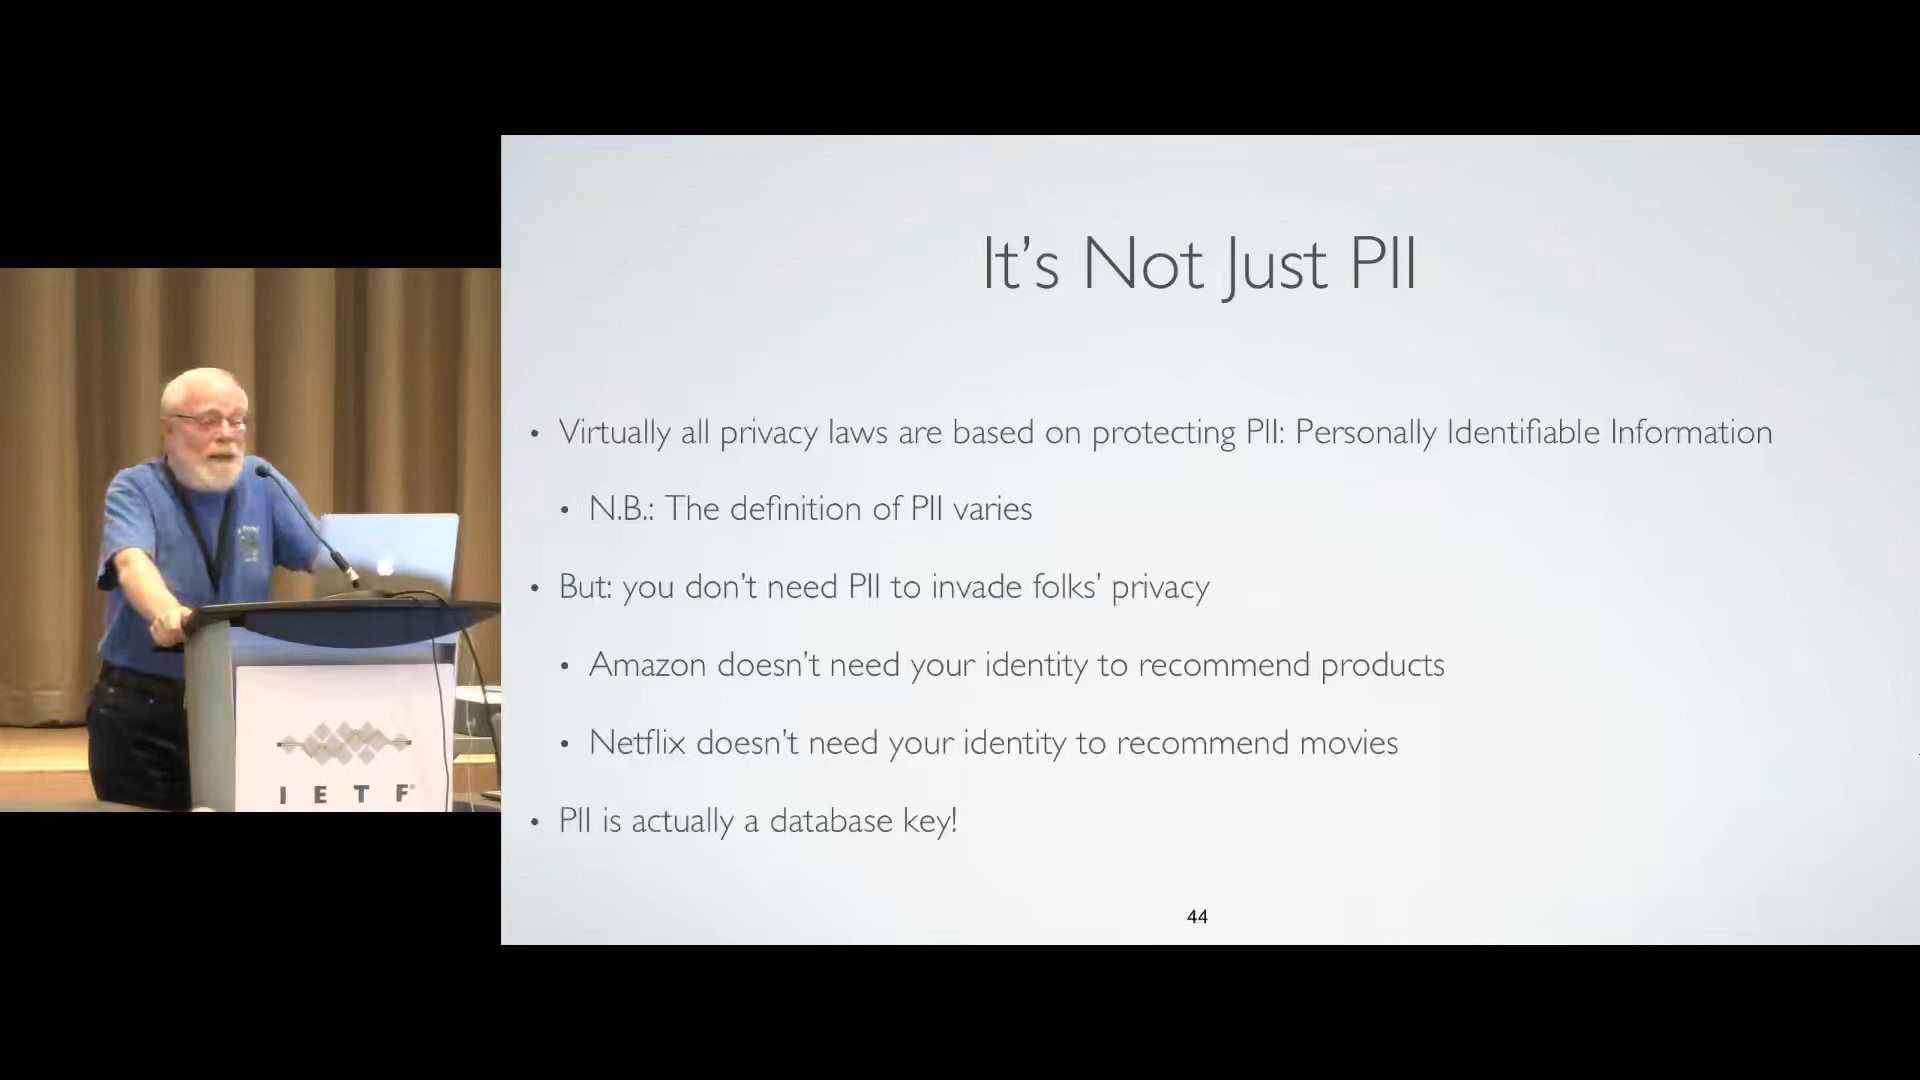 It's Not Just PII
• Virtually all privacy laws are based on protecting PII: Personally Identifiable Information
• N.B.: The definition of PII varies
• But: you don't need PII to invade folks' privacy
• Amazon doesn't need your identity to recommend products
• Netflix doesn't need your identity to recommend movies
• PII is actually a database key!
44
I E T F